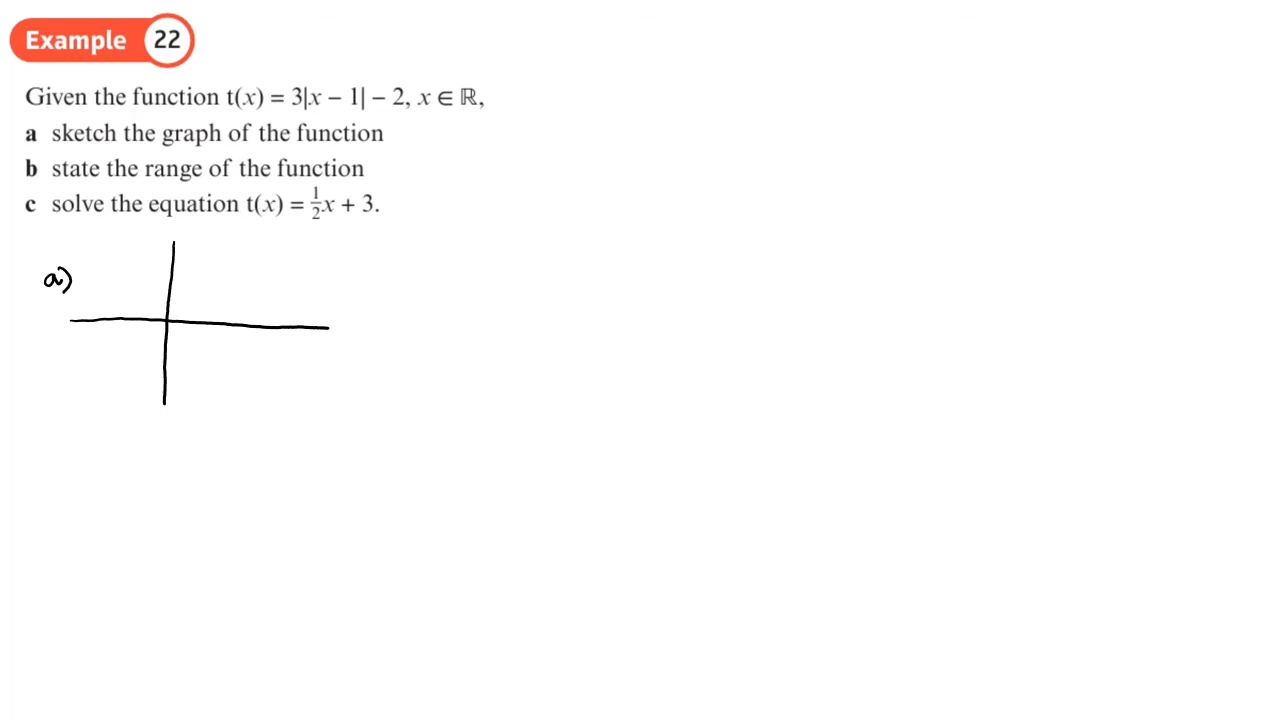 Example 22
Given the function t(x) = 3|x − 1| − 2, x ∈ ℝ,
a sketch the graph of the function
b state the range of the function
c solve the equation t(x) = ½x + 3.
a)